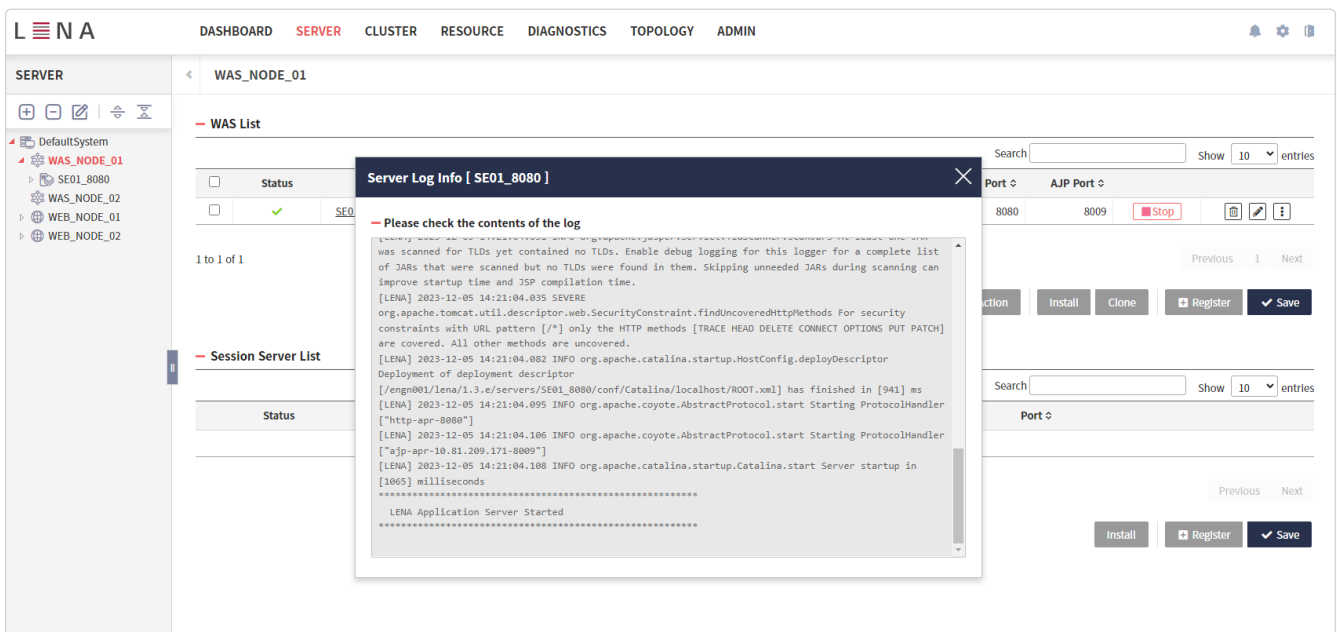 LENA
DASHBOARD SERVER CLUSTER RESOURCE DIAGNOSTICS TOPOLOGY ADMIN
SERVER
WAS_NODE_01
DefaultSystem
WAS_NODE_01
SE01_8080
WAS_NODE_02
WEB_NODE_01
WEB_NODE_02
WAS List
Search Show 10 entries
Status Port AJP Port
SE0 8080 8009 Stop
1 to 1 of 1
Previous 1 Next
Install Clone Register Save
Server Log Info [ SE01_8080 ]
Please check the contents of the log
was scanned for TLDs yet contained no TLDs. Enable debug logging for this logger for a complete list
of JARs that were scanned but no TLDs were found in them. Skipping unneeded JARs during scanning can
improve startup time and JSP compilation time.
[LENA] 2023-12-05 14:21:04.035 SEVERE
org.apache.tomcat.util.descriptor.web.SecurityConstraint.findUncoveredHttpMethods For security
constraints with URL pattern [/*] only the HTTP methods [TRACE HEAD DELETE CONNECT OPTIONS PUT PATCH]
are covered. All other methods are uncovered.
[LENA] 2023-12-05 14:21:04.082 INFO org.apache.catalina.startup.HostConfig.deployDescriptor
Deployment of deployment descriptor
[/engn001/lena/1.3.e/servers/SE01_8080/conf/Catalina/localhost/ROOT.xml] has finished in [941] ms
[LENA] 2023-12-05 14:21:04.095 INFO org.apache.coyote.AbstractProtocol.start Starting ProtocolHandler
["http-apr-8080"]
[LENA] 2023-12-05 14:21:04.106 INFO org.apache.coyote.AbstractProtocol.start Starting ProtocolHandler
["ajp-apr-10.81.209.171-8009"]
[LENA] 2023-12-05 14:21:04.108 INFO org.apache.catalina.startup.Catalina.start Server startup in
[1065] milliseconds
*********************************************************
LENA Application Server Started
*********************************************************
Session Server List
Search Show 10 entries
Status Port
Previous Next
Install Register Save